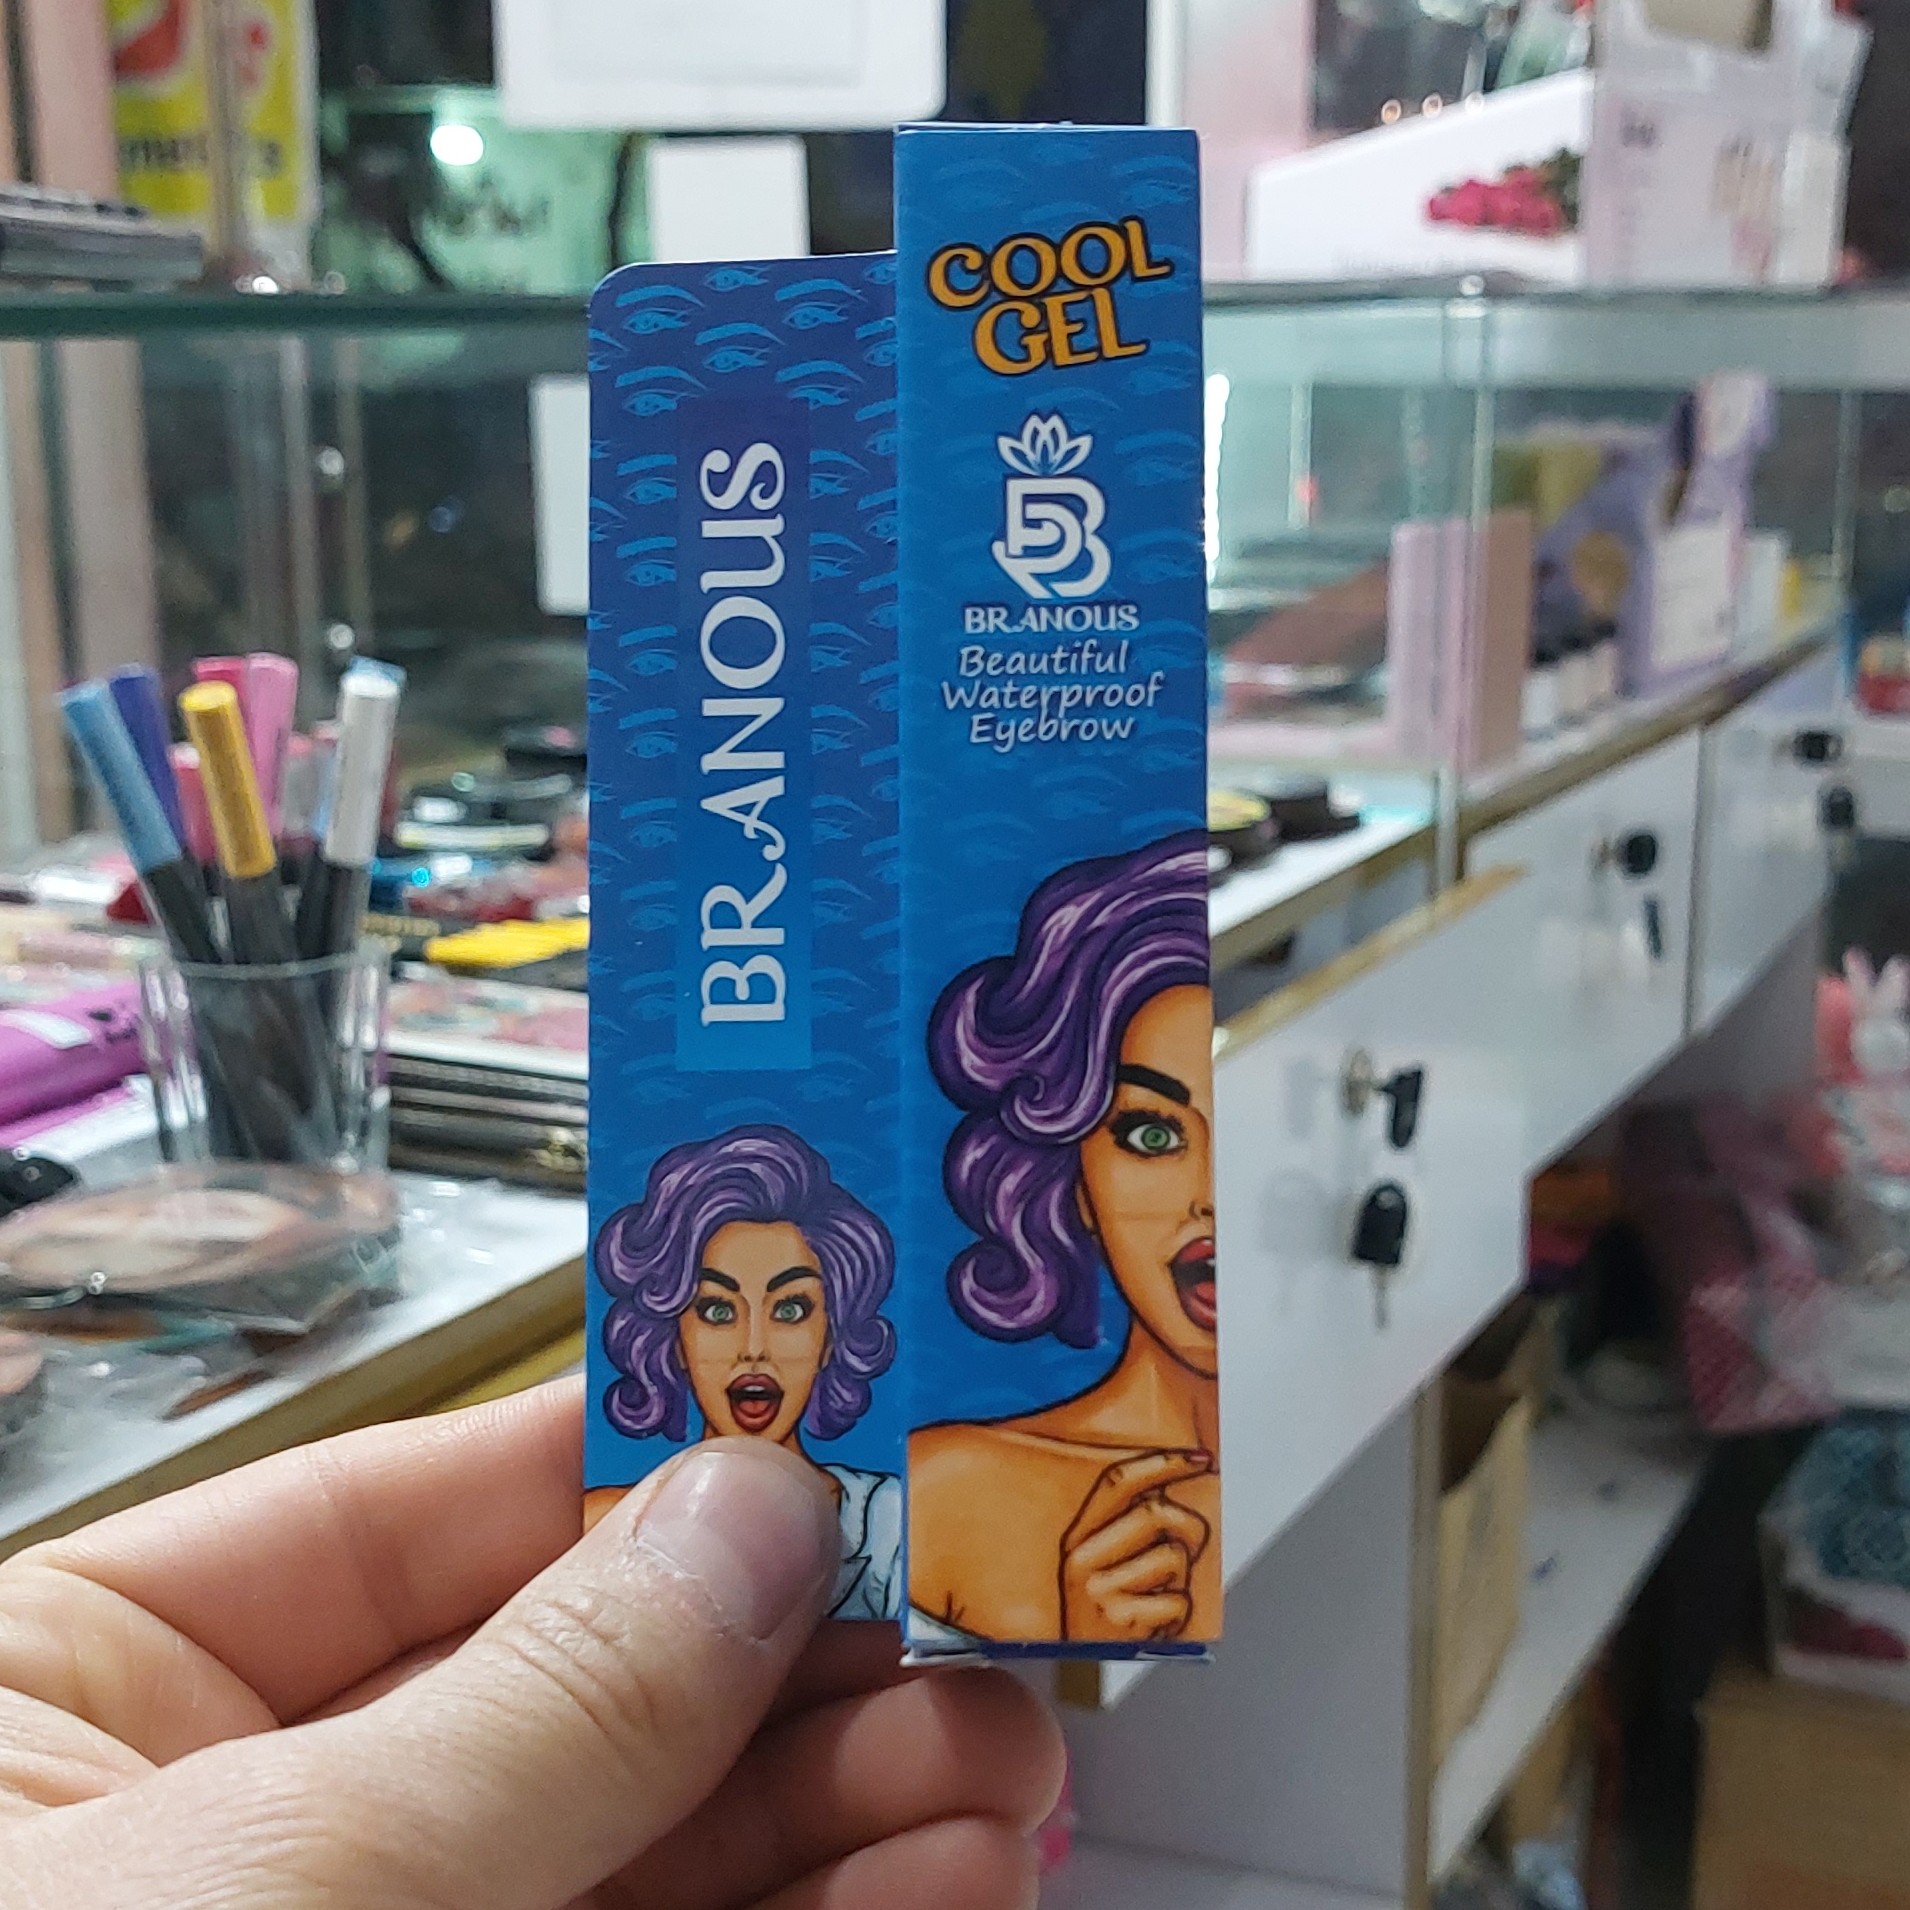 BRANOUS
COOL
GEL
BRANOUS
Beautiful
Waterproof
Eyebrow